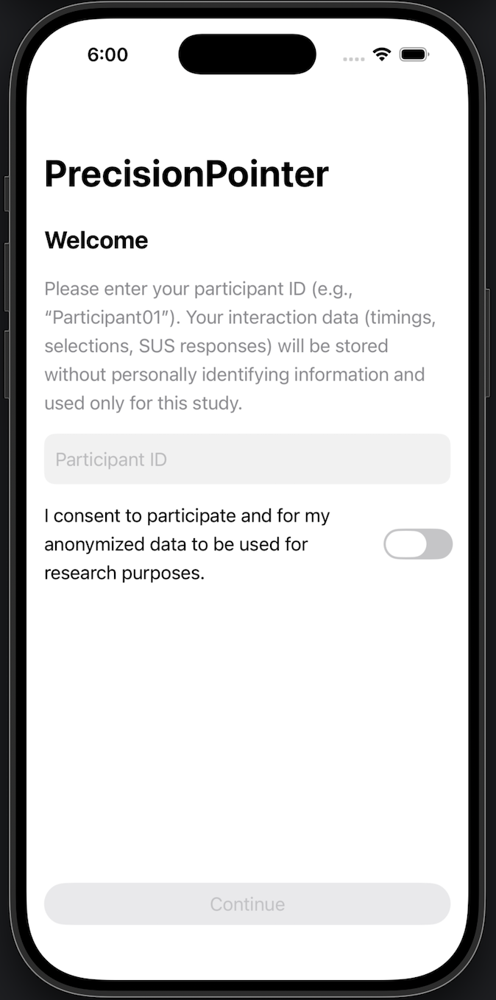 6:00
PrecisionPointer
Welcome
Please enter your participant ID (e.g.,
“Participant01”). Your interaction data (timings,
selections, SUS responses) will be stored
without personally identifying information and
used only for this study.
Participant ID
I consent to participate and for my
anonymized data to be used for
research purposes.
Continue